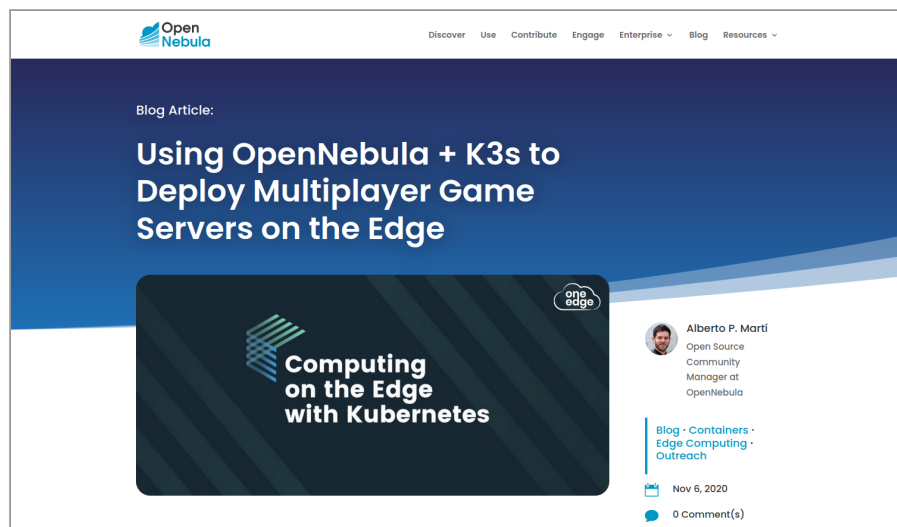 Open
Nebula
Discover Use Contribute Engage Enterprise Blog Resources
Blog Article:
Using OpenNebula + K3s to
Deploy Multiplayer Game
Servers on the Edge
one
edge
Computing
on the Edge
with Kubernetes
Alberto P. Martí
Open Source
Community
Manager at
OpenNebula
Blog · Containers ·
Edge Computing ·
Outreach
Nov 6, 2020
0 Comment(s)